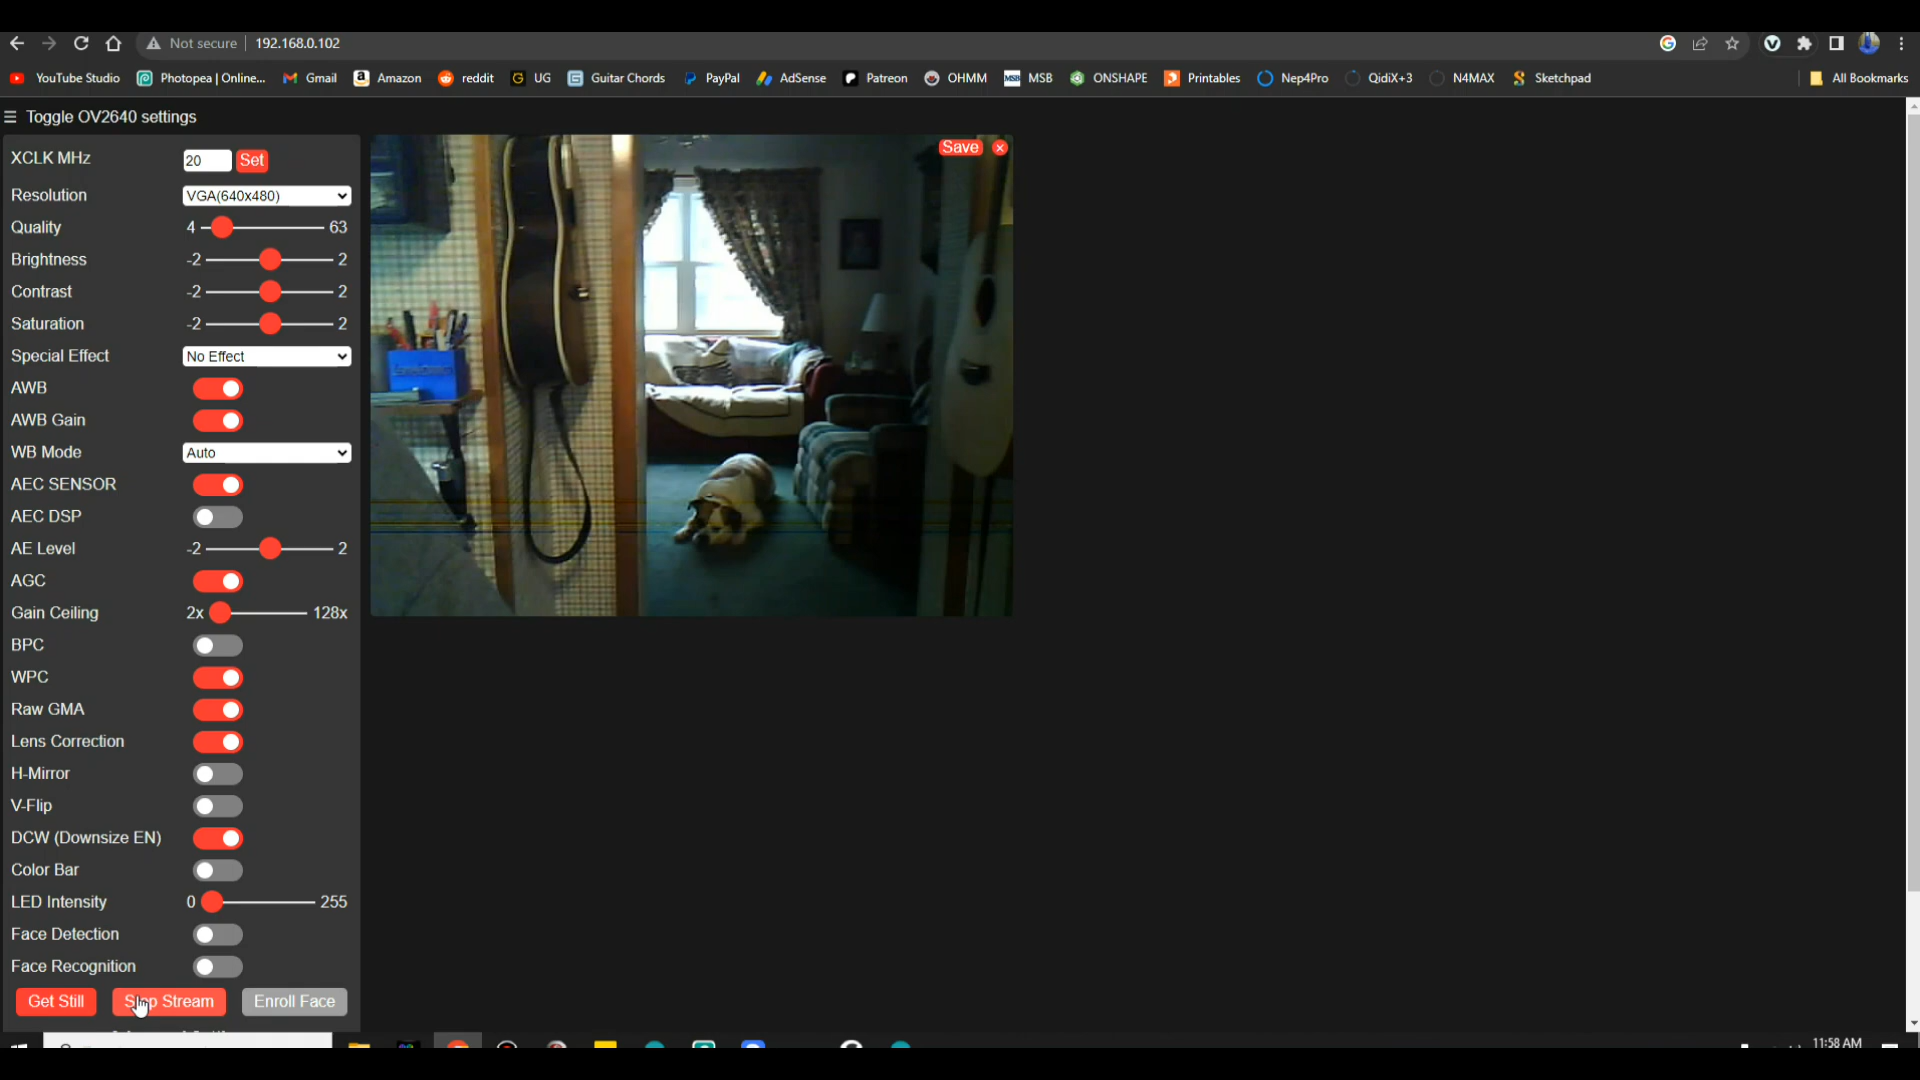 Not secure 192.168.0.102
YouTube Studio Photopea | Online... Gmail Amazon reddit UG Guitar Chords PayPal AdSense Patreon OHMM MSB MSB ONSHAPE Printables Nep4Pro QidiX+3 N4MAX Sketchpad All Bookmarks
Toggle OV2640 settings
XCLK MHz 20 Set
Save
Resolution VGA(640x480)
Quality 4 63
Brightness -2 2
Contrast -2 2
Saturation -2 2
Special Effect No Effect
AWB
AWB Gain
WB Mode Auto
AEC SENSOR
AEC DSP
AE Level -2 2
AGC
Gain Ceiling 2x 128x
BPC
WPC
Raw GMA
Lens Correction
H-Mirror
V-Flip
DCW (Downsize EN)
Color Bar
LED Intensity 0 255
Face Detection
Face Recognition
Get Still Stop Stream Enroll Face
11:58 AM